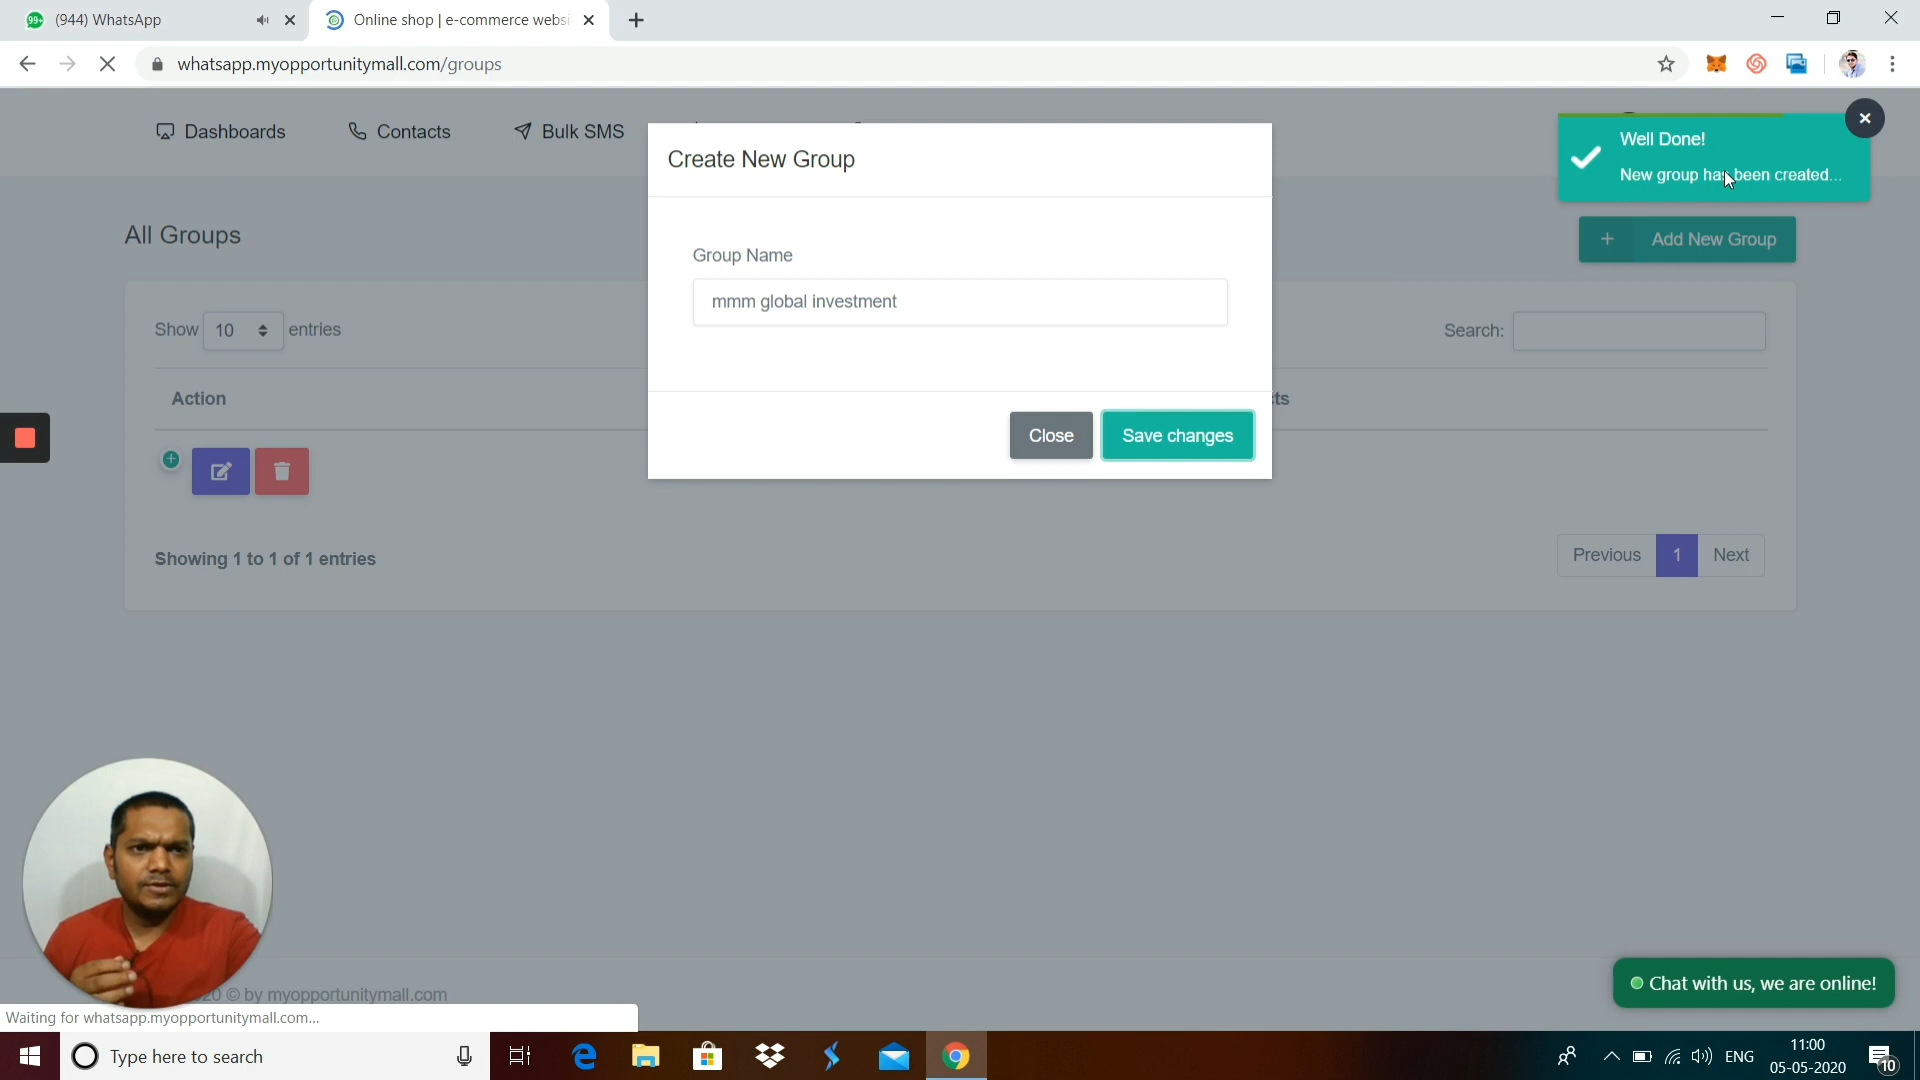 99+ (944) WhatsApp
Online shop | e-commerce websi
whatsapp.myopportunitymall.com/groups
Dashboards
Contacts
Bulk SMS
Well Done!
New group has been created...
Create New Group
All Groups
Add New Group
Group Name
mmm global investment
Show 10 entries
Search:
Action
ts
Close
Save changes
Showing 1 to 1 of 1 entries
Previous 1 Next
20 © by myopportunitymall.com
Chat with us, we are online!
Waiting for whatsapp.myopportunitymall.com...
Type here to search
ENG
11:00
05-05-2020
10